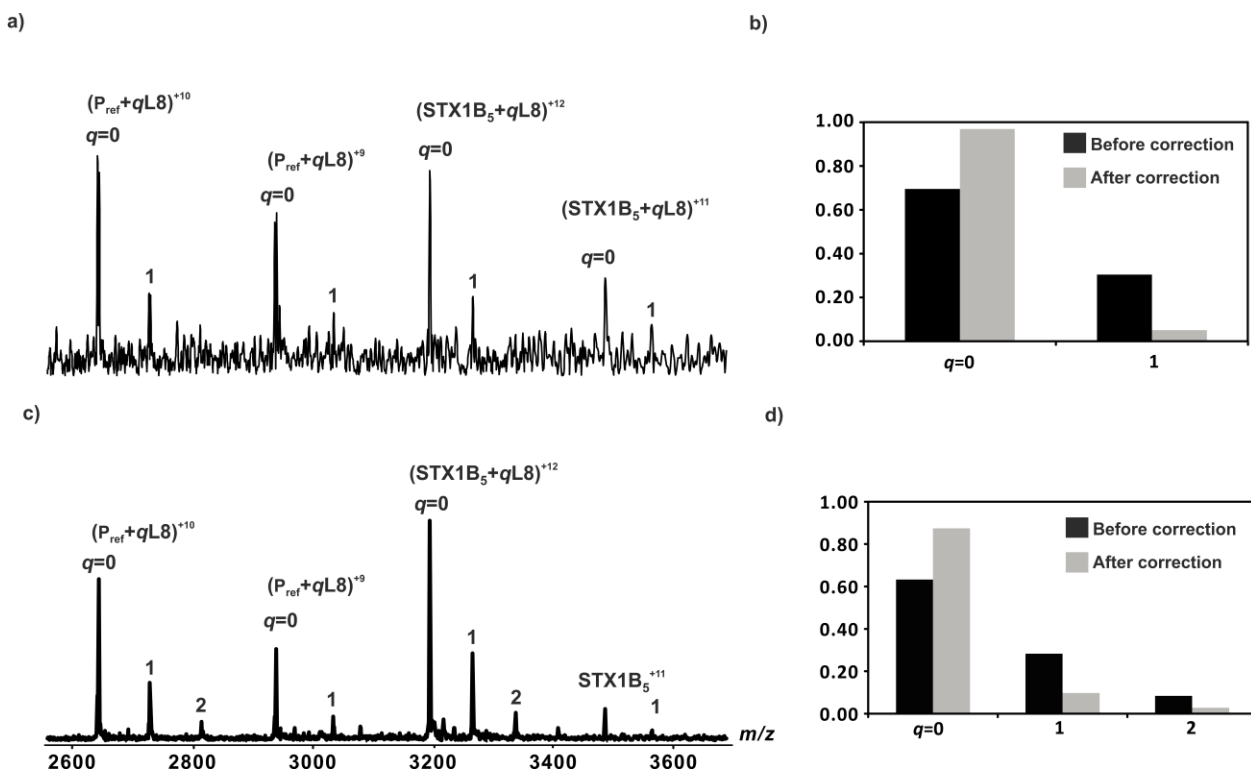 a)
(Pref+qL8)+10
q=0
1
(Pref+qL8)+9
q=0
1
(STX1B5+qL8)+12
q=0
1
(STX1B5+qL8)+11
q=0
1
b)
1.00
0.80
0.60
0.40
0.20
0.00
Before correction
After correction
q=0
1
c)
(Pref+qL8)+10
q=0
1
2
(Pref+qL8)+9
q=0
1
(STX1B5+qL8)+12
q=0
1
2
STX1B5+11
1
m/z
2600
2800
3000
3200
3400
3600
d)
1.00
0.80
0.60
0.40
0.20
0.00
Before correction
After correction
q=0
1
2